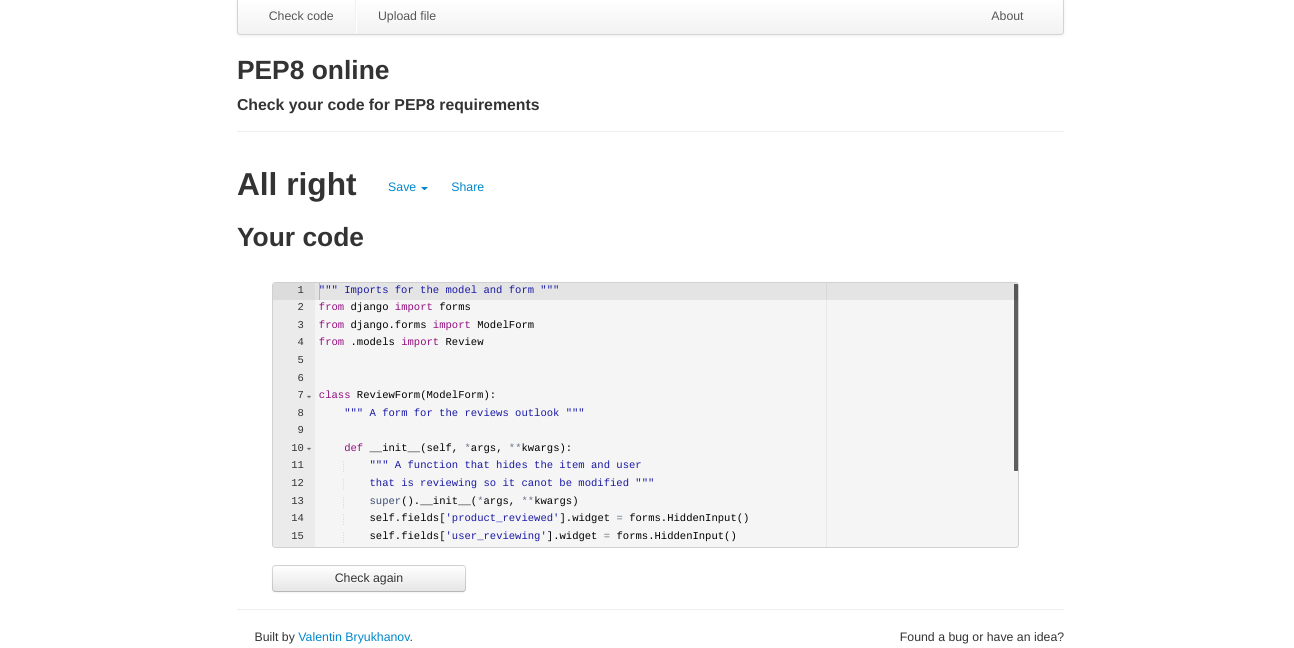 Check code Upload file About
PEP8 online
Check your code for PEP8 requirements
All right Save Share
Your code
1 """ Imports for the model and form """
2 from django import forms
3 from django.forms import ModelForm
4 from .models import Review
5
6
7 class ReviewForm(ModelForm):
8     """ A form for the reviews outlook """
9
10     def __init__(self, *args, **kwargs):
11         """ A function that hides the item and user
12         that is reviewing so it canot be modified """
13         super().__init__(*args, **kwargs)
14         self.fields['product_reviewed'].widget = forms.HiddenInput()
15         self.fields['user_reviewing'].widget = forms.HiddenInput()
Check again
Built by Valentin Bryukhanov. Found a bug or have an idea?